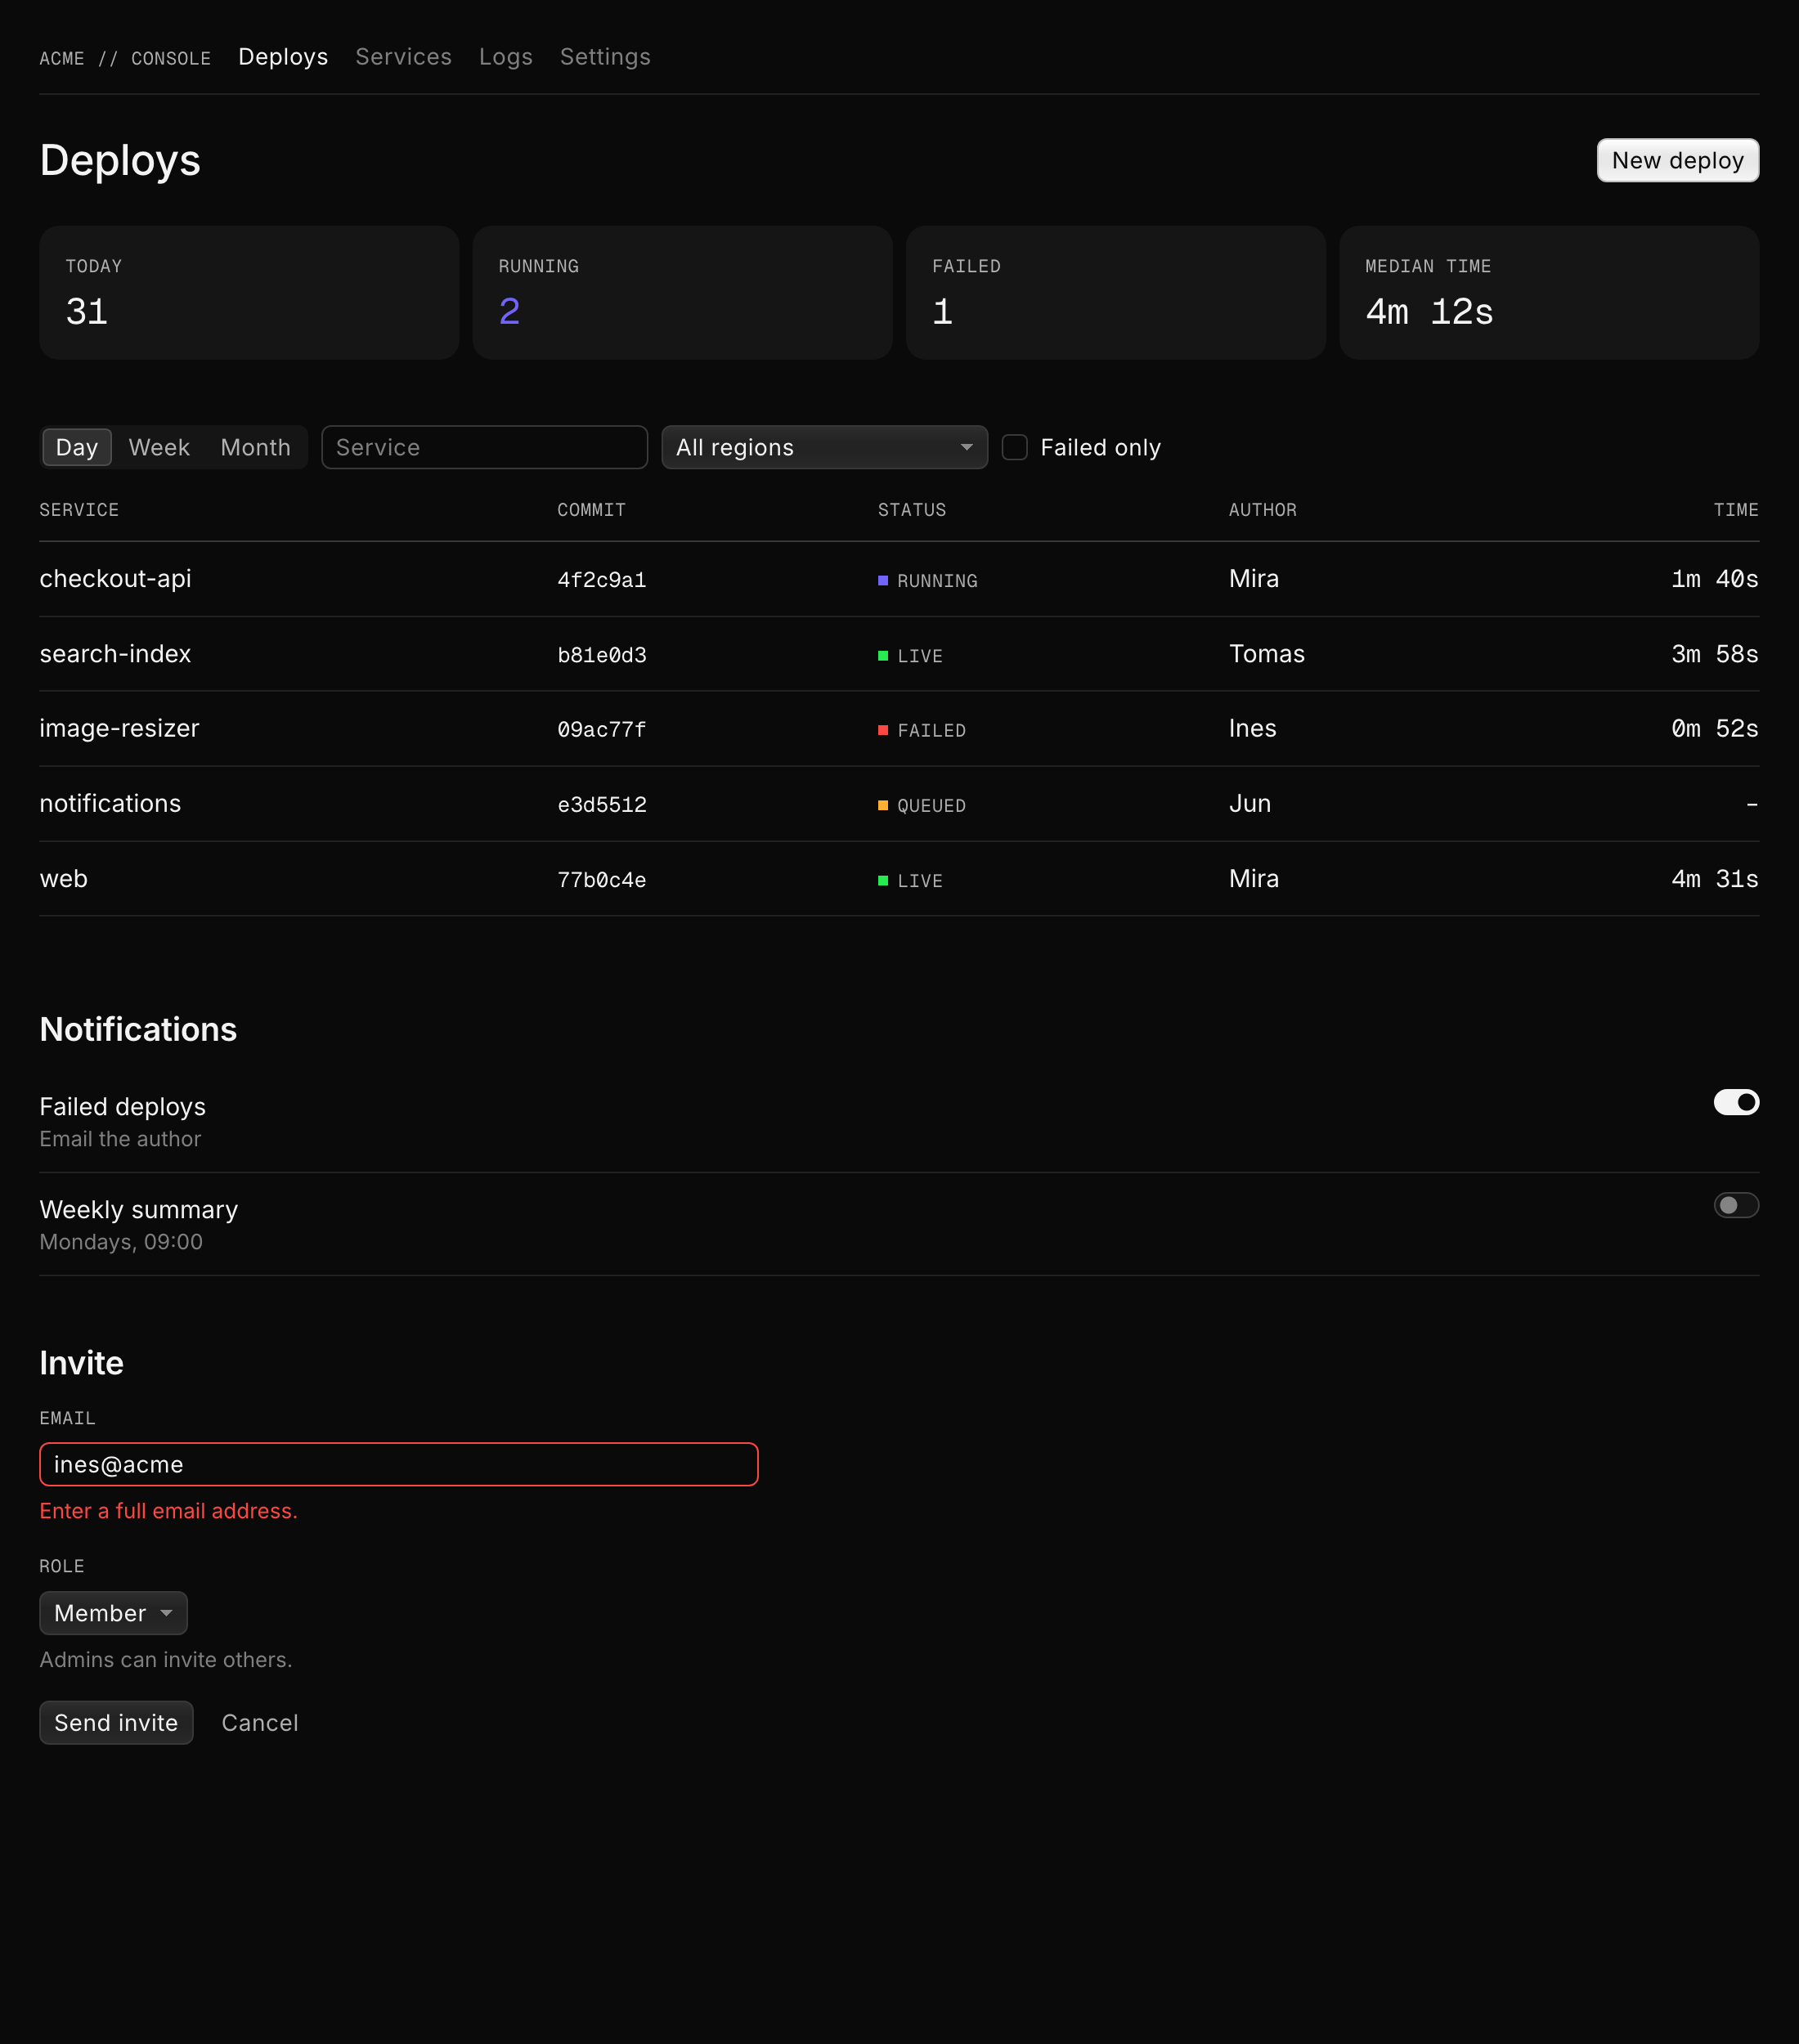 ACME // CONSOLE Deploys Services Logs Settings
Deploys
New deploy
TODAY
31
RUNNING
2
FAILED
1
MEDIAN TIME
4m 12s
Day Week Month Service All regions Failed only
SERVICE COMMIT STATUS AUTHOR TIME
checkout-api 4f2c9a1 RUNNING Mira 1m 40s
search-index b81e0d3 LIVE Tomas 3m 58s
image-resizer 09ac77f FAILED Ines 0m 52s
notifications e3d5512 QUEUED Jun –
web 77b0c4e LIVE Mira 4m 31s
Notifications
Failed deploys
Email the author
Weekly summary
Mondays, 09:00
Invite
EMAIL
ines@acme
Enter a full email address.
ROLE
Member
Admins can invite others.
Send invite Cancel